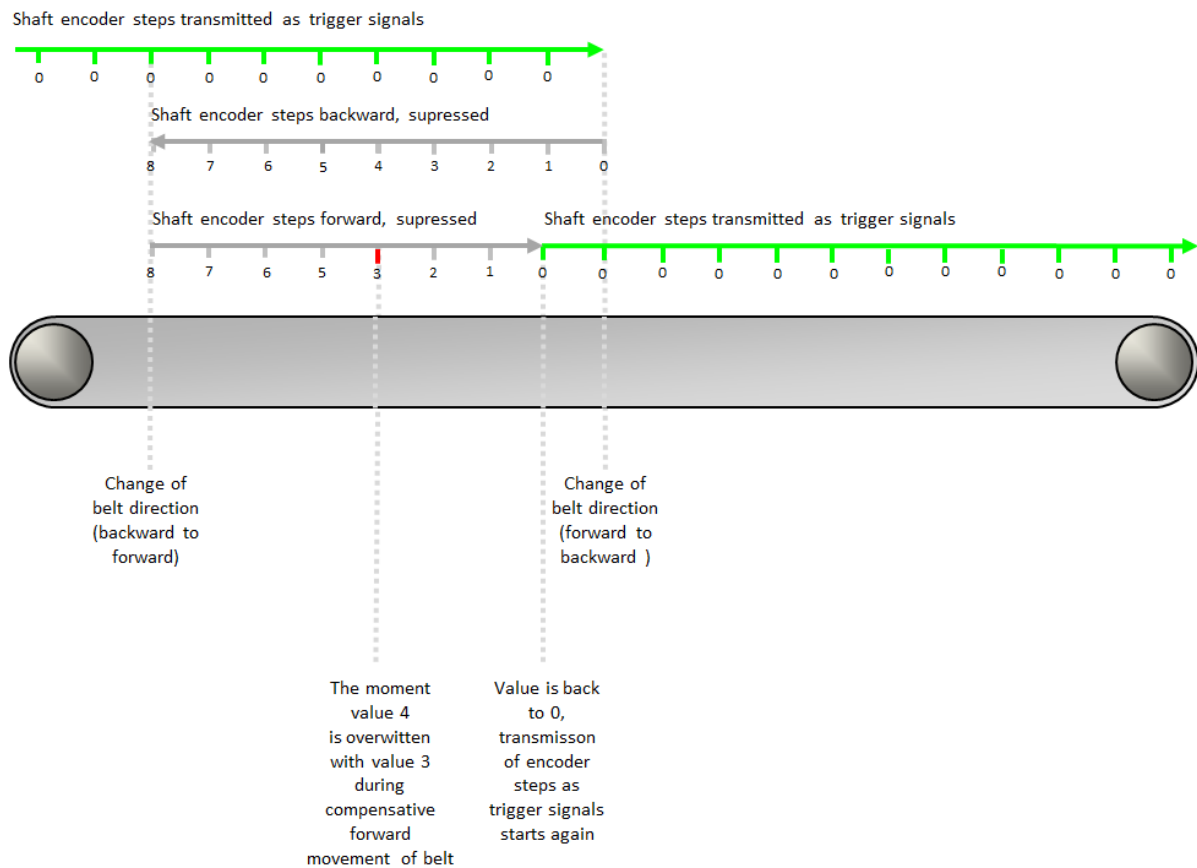 Shaft encoder steps transmitted as trigger signals
0 0 0 0 0 0 0 0 0 0
Shaft encoder steps backward, supressed
8 7 6 5 4 3 2 1 0
Shaft encoder steps forward, supressed
Shaft encoder steps transmitted as trigger signals
8 7 6 5 3 2 1 0 0 0 0 0 0 0 0 0 0 0 0
Change of
belt direction
(backward to
forward)
Change of
belt direction
(forward to
backward )
The moment
value 4
is overwitten
with value 3
during
compensative
forward
movement of belt
Value is back
to 0,
transmisson
of encoder
steps as
trigger signals
starts again